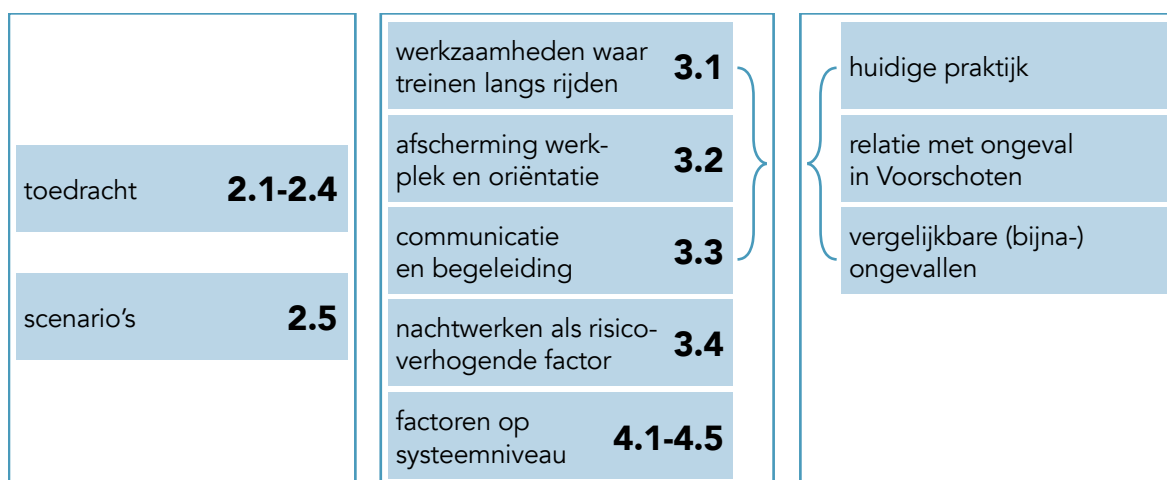 toedracht 2.1-2.4
scenario's 2.5
werkzaamheden waar
treinen langs rijden 3.1
afscherming werk-
plek en oriëntatie 3.2
communicatie
en begeleiding 3.3
nachtwerken als risico-
verhogende factor 3.4
factoren op
systeemniveau 4.1-4.5
huidige praktijk
relatie met ongeval
in Voorschoten
vergelijkbare (bijna-)
ongevallen